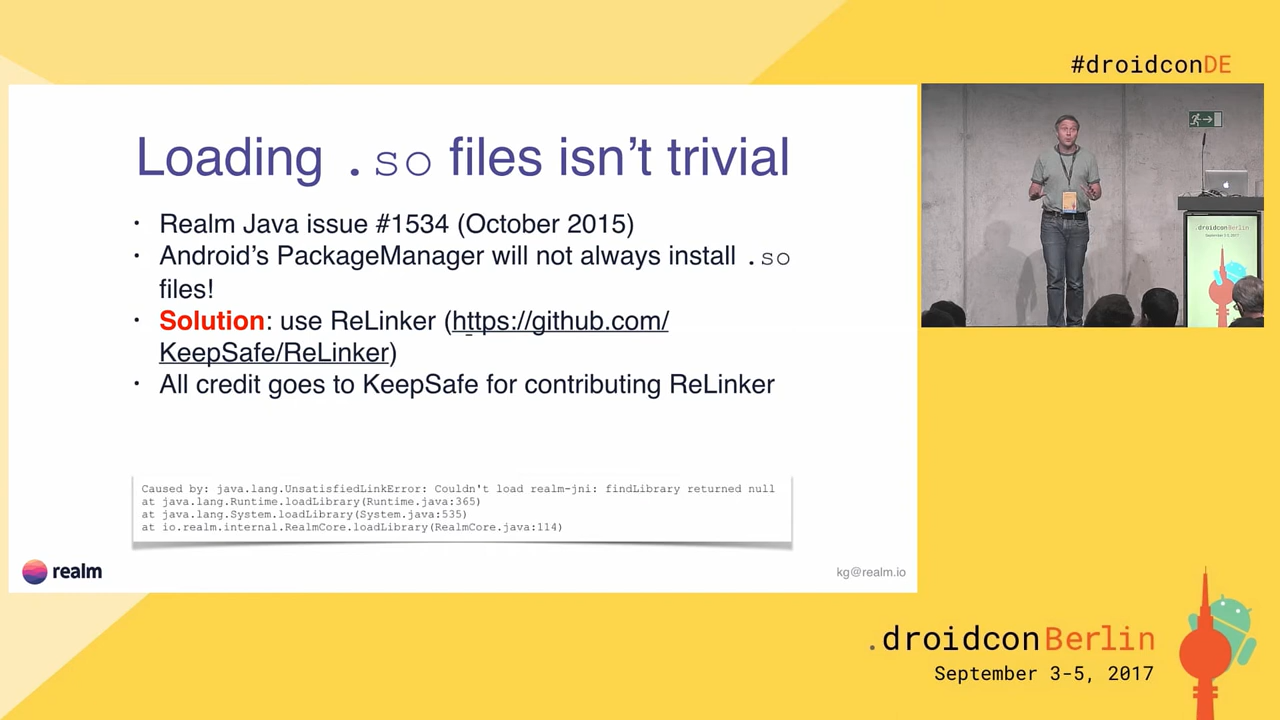 #droidconDE
Loading .so files isn't trivial
• Realm Java issue #1534 (October 2015)
• Android's PackageManager will not always install .so
files!
• Solution: use ReLinker (https://github.com/
KeepSafe/ReLinker)
• All credit goes to KeepSafe for contributing ReLinker
Caused by: java.lang.UnsatisfiedLinkError: Couldn't load realm-jni: findLibrary returned null
at java.lang.Runtime.loadLibrary(Runtime.java:365)
at java.lang.System.loadLibrary(System.java:535)
at io.realm.internal.RealmCore.loadLibrary(RealmCore.java:114)
realm
kg@realm.io
.droidconBerlin
.droidconBerlin
September 3-5, 2017